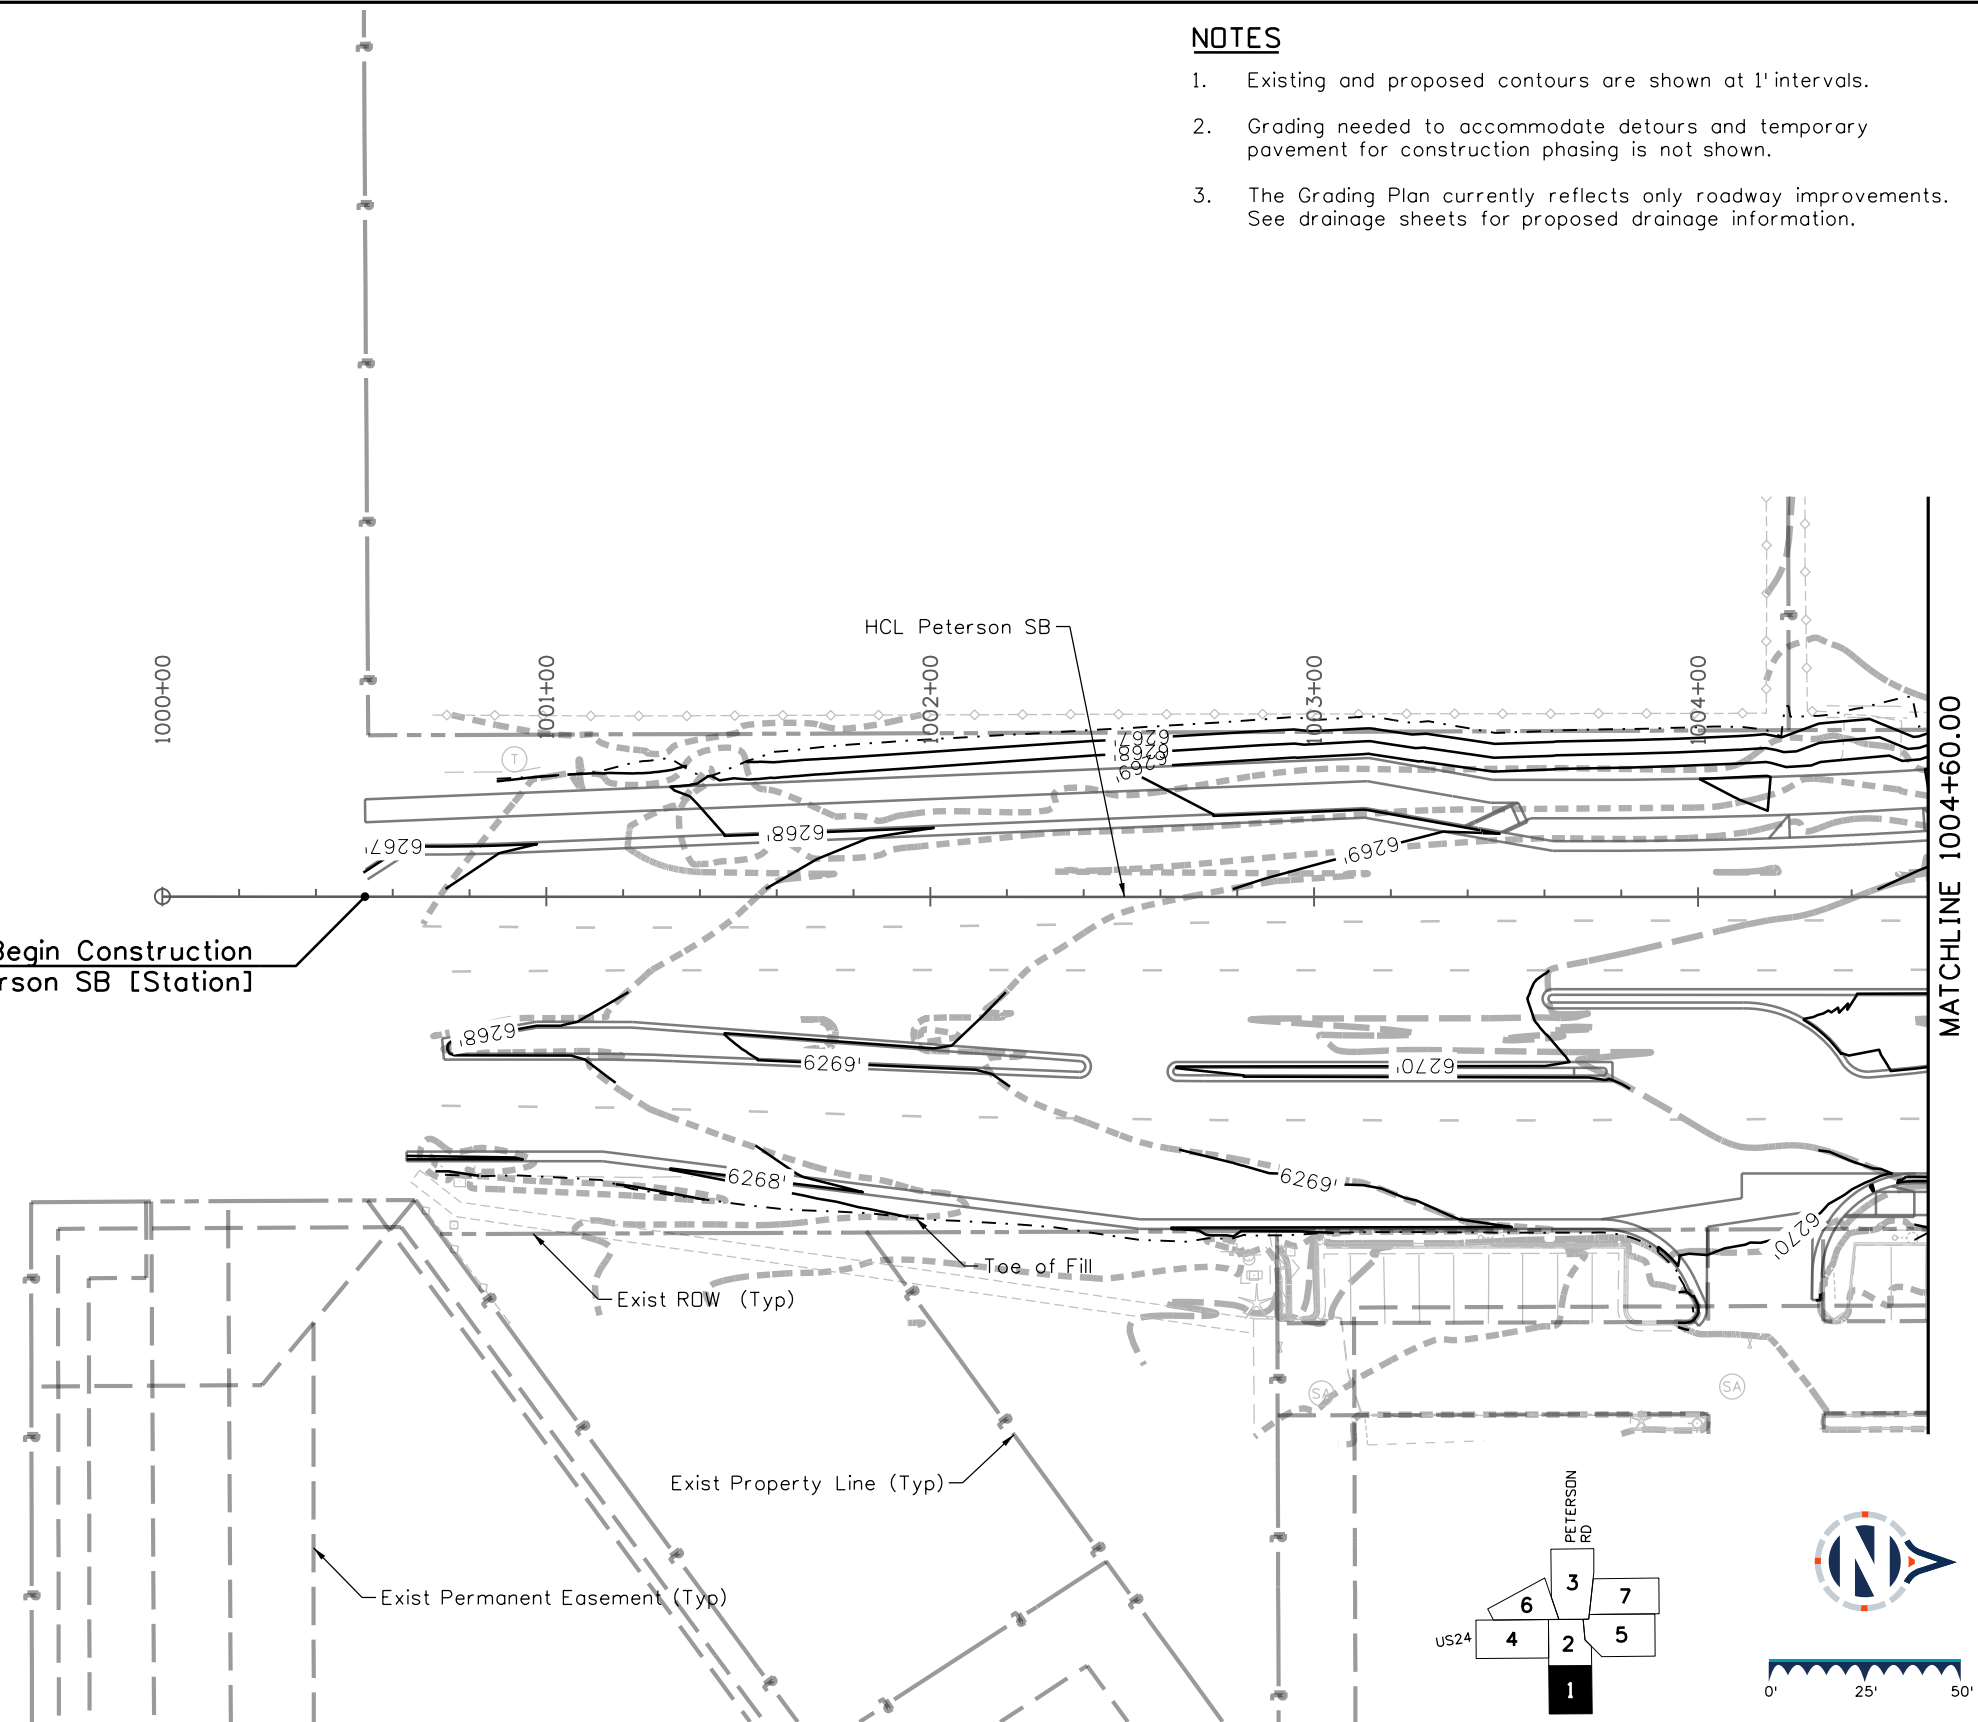 NOTES
1. Existing and proposed contours are shown at 1' intervals.
2. Grading needed to accommodate detours and temporary
pavement for construction phasing is not shown.
3. The Grading Plan currently reflects only roadway improvements.
See drainage sheets for proposed drainage information.
HCL Peterson SB
1000+00
1001+00
1002+00
1003+00
1004+00
6267'
6268'
6269'
6267'
6268'
6269'
MATCHLINE 1004+60.00
Begin Construction
rson SB [Station]
6268'
6269'
6270'
6268'
6269'
6270'
T
Toe of Fill
Exist ROW (Typ)
SA
SA
Exist Property Line (Typ)
Exist Permanent Easement (Typ)
PETERSON
RD
3
7
6
US24
4
2
5
1
N
0'
25'
50'